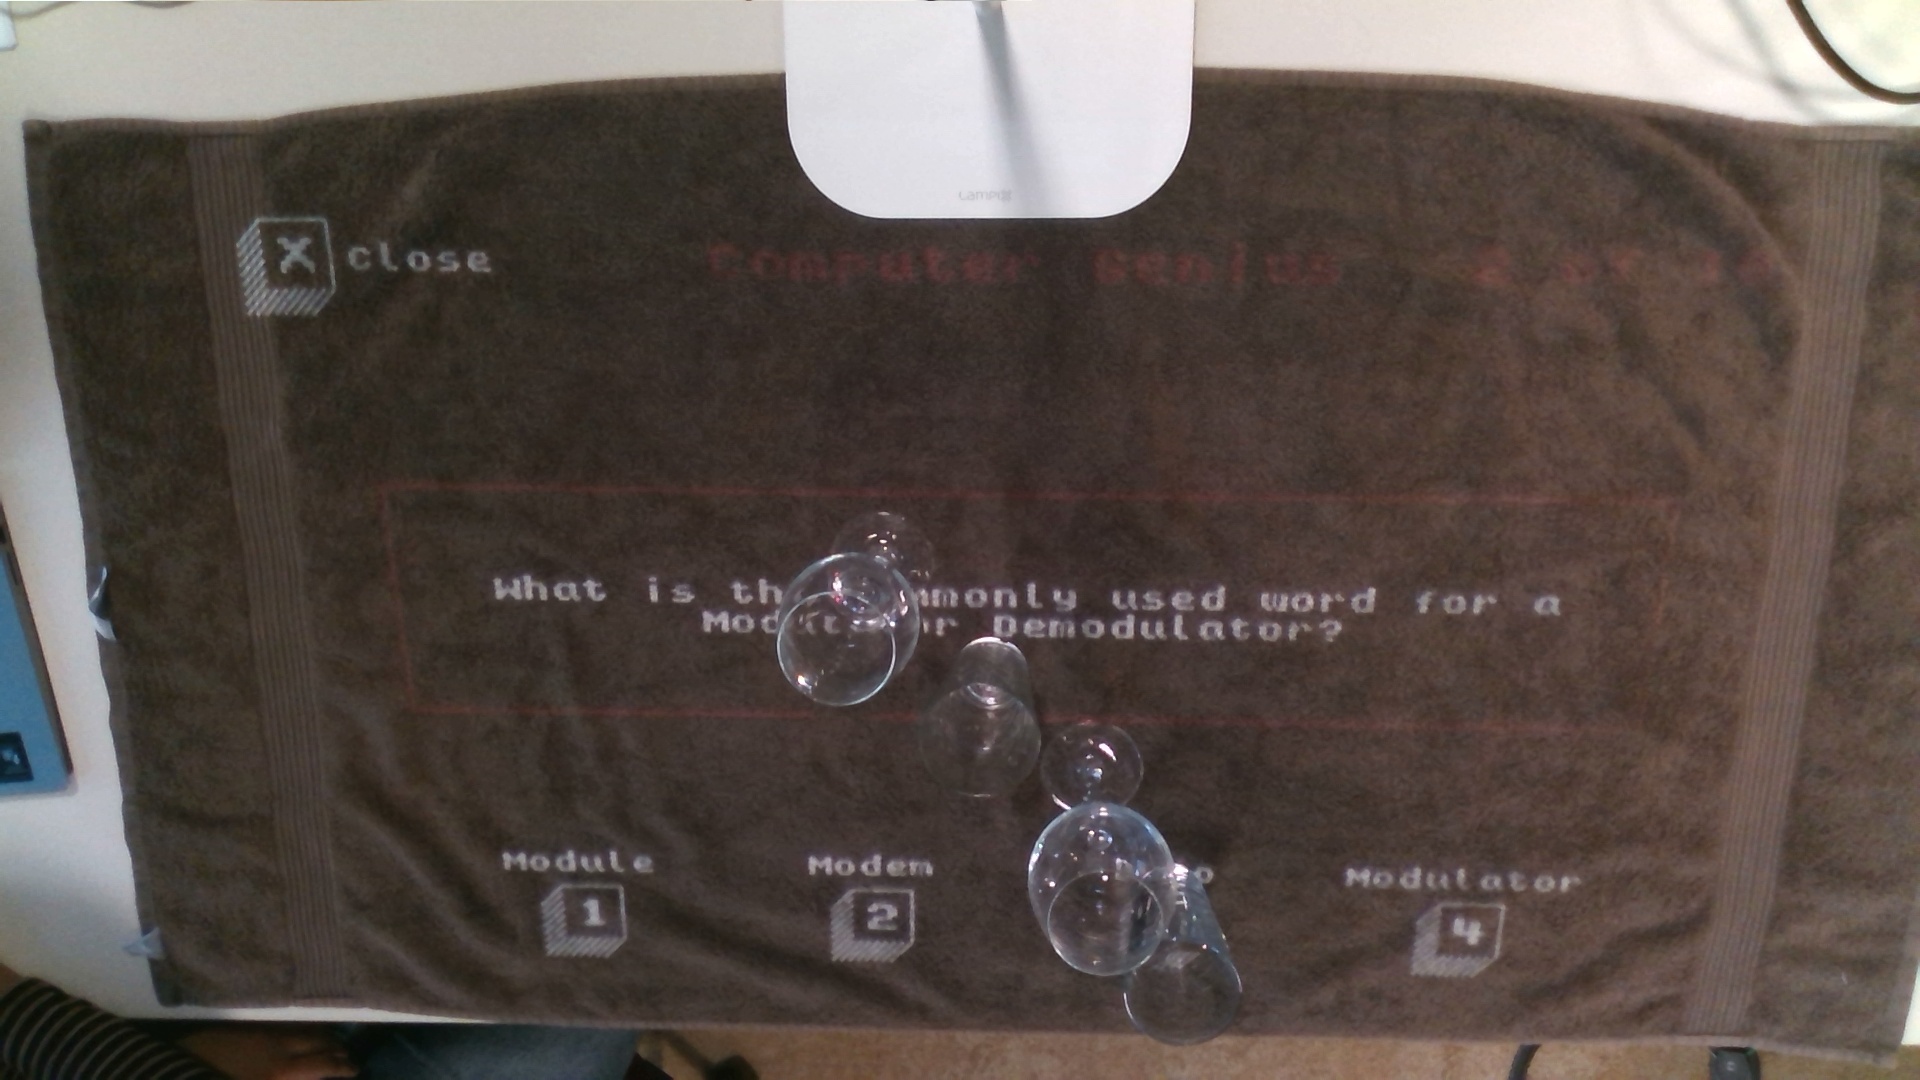 X close
Computer Genius
What is the commonly used word for a
Modulator Demodulator?
Module
Modem
Modulator
1
2
4